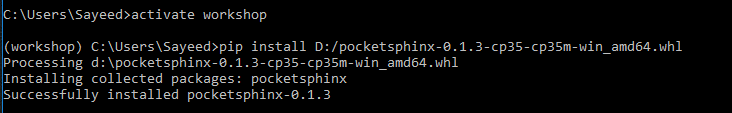 C:\Users\Sayeed>activate workshop
(workshop) C:\Users\Sayeed>pip install D:/pocketsphinx-0.1.3-cp35-cp35m-win_amd64.whl
Processing d:\pocketsphinx-0.1.3-cp35-cp35m-win_amd64.whl
Installing collected packages: pocketsphinx
Successfully installed pocketsphinx-0.1.3